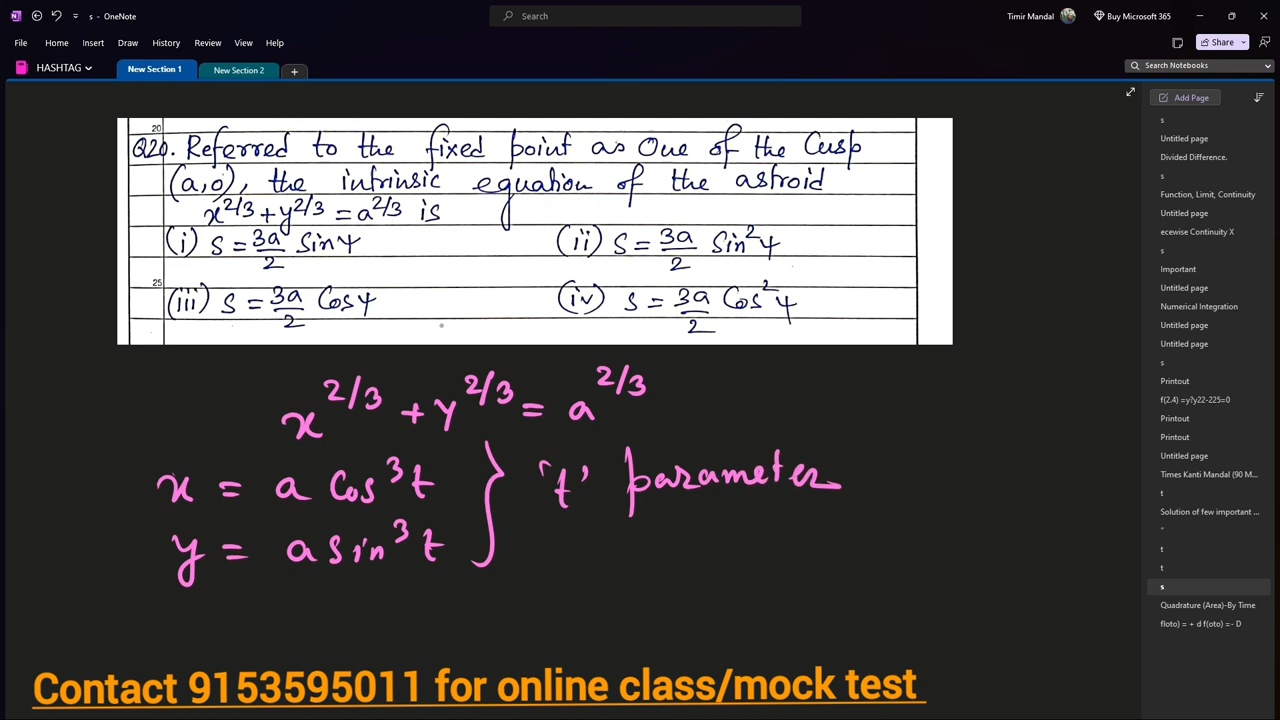 s - OneNote
Search
Timir Mandal
Buy Microsoft 365
File Home Insert Draw History Review View Help
Share
HASHTAG
New Section 1
New Section 2
Search Notebooks
Add Page
20
Q20. Referred to the fixed point as One of the Cusp
(a,0), the intrinsic equation of the astroid
x^2/3 + y^2/3 = a^2/3 is
(i) S = 3a/2 Sinψ (ii) S = 3a/2 Sin²ψ
25
(iii) S = 3a/2 Cosψ (iv) S = 3a/2 Cos²ψ
x^2/3 + y^2/3 = a^2/3
x = a Cos³t
y = a sin³t
} 't' parameter
Contact 9153595011 for online class/mock test
s
Untitled page
Divided Difference.
s
Function, Limit, Continuity
Untitled page
ecewise Continuity X
s
Important
Untitled page
Numerical Integration
Untitled page
Untitled page
s
Printout
f(2.4) =y?y22-225=0
Printout
Printout
Untitled page
Times Kanti Mandal (90 M...
t
Solution of few important ...
"
t
t
s
Quadrature (Area)-By Time
floto) = + d f(oto) =- D